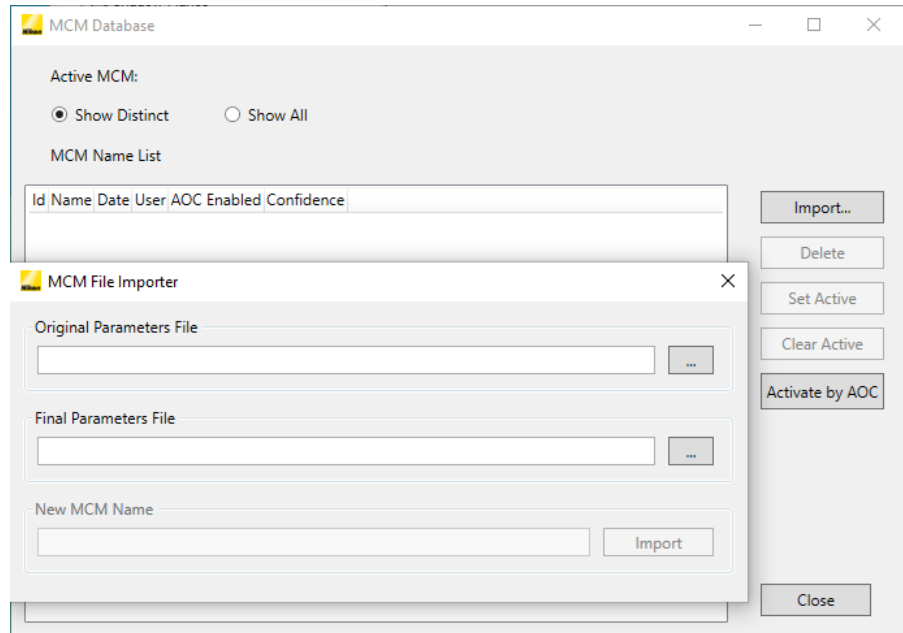 MCM Database
Active MCM:
Show Distinct
Show All
MCM Name List
Id Name Date User AOC Enabled Confidence
Import...
Delete
Set Active
Clear Active
Activate by AOC
MCM File Importer
Original Parameters File
...
Final Parameters File
...
New MCM Name
Import
Close